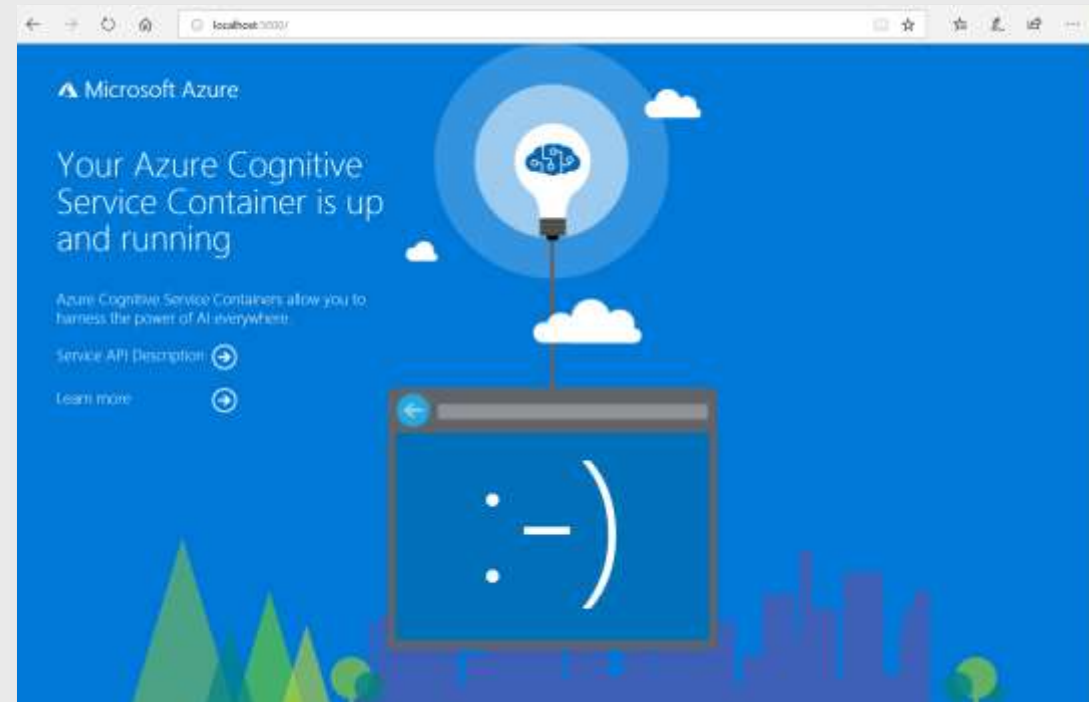 localhost:5000/
Microsoft Azure
Your Azure Cognitive
Service Container is up
and running
Azure Cognitive Service Containers allow you to
harness the power of AI everywhere.
Service API Description
Learn more
:-)